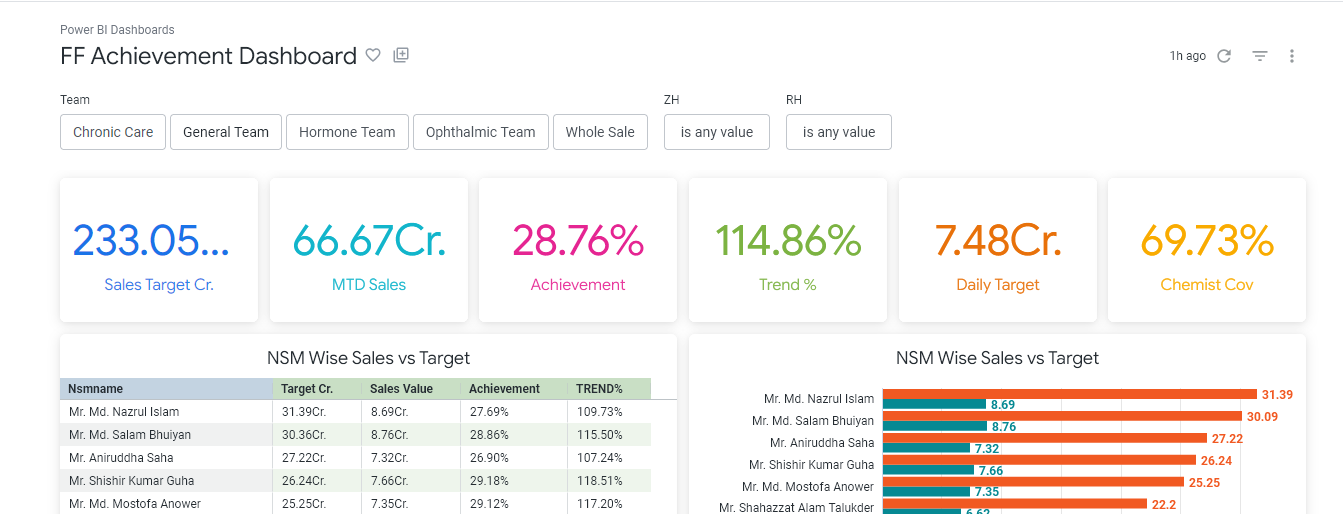 Power BI Dashboards
FF Achievement Dashboard
1h ago
Team
ZH
RH
Chronic Care
General Team
Hormone Team
Ophthalmic Team
Whole Sale
is any value
is any value
233.05...
Sales Target Cr.
66.67Cr.
MTD Sales
28.76%
Achievement
114.86%
Trend %
7.48Cr.
Daily Target
69.73%
Chemist Cov
NSM Wise Sales vs Target
Nsmname Target Cr. Sales Value Achievement TREND%
Mr. Md. Nazrul Islam 31.39Cr. 8.69Cr. 27.69% 109.73%
Mr. Md. Salam Bhuiyan 30.36Cr. 8.76Cr. 28.86% 115.50%
Mr. Aniruddha Saha 27.22Cr. 7.32Cr. 26.90% 107.24%
Mr. Shishir Kumar Guha 26.24Cr. 7.66Cr. 29.18% 118.51%
Mr. Md. Mostofa Anower 25.25Cr. 7.35Cr. 29.12% 117.20%
NSM Wise Sales vs Target
Mr. Md. Nazrul Islam 31.39
8.69
Mr. Md. Salam Bhuiyan 30.09
8.76
Mr. Aniruddha Saha 27.22
7.32
Mr. Shishir Kumar Guha 26.24
7.66
Mr. Md. Mostofa Anower 25.25
7.35
Mr. Shahazzat Alam Talukder 22.2
6.62